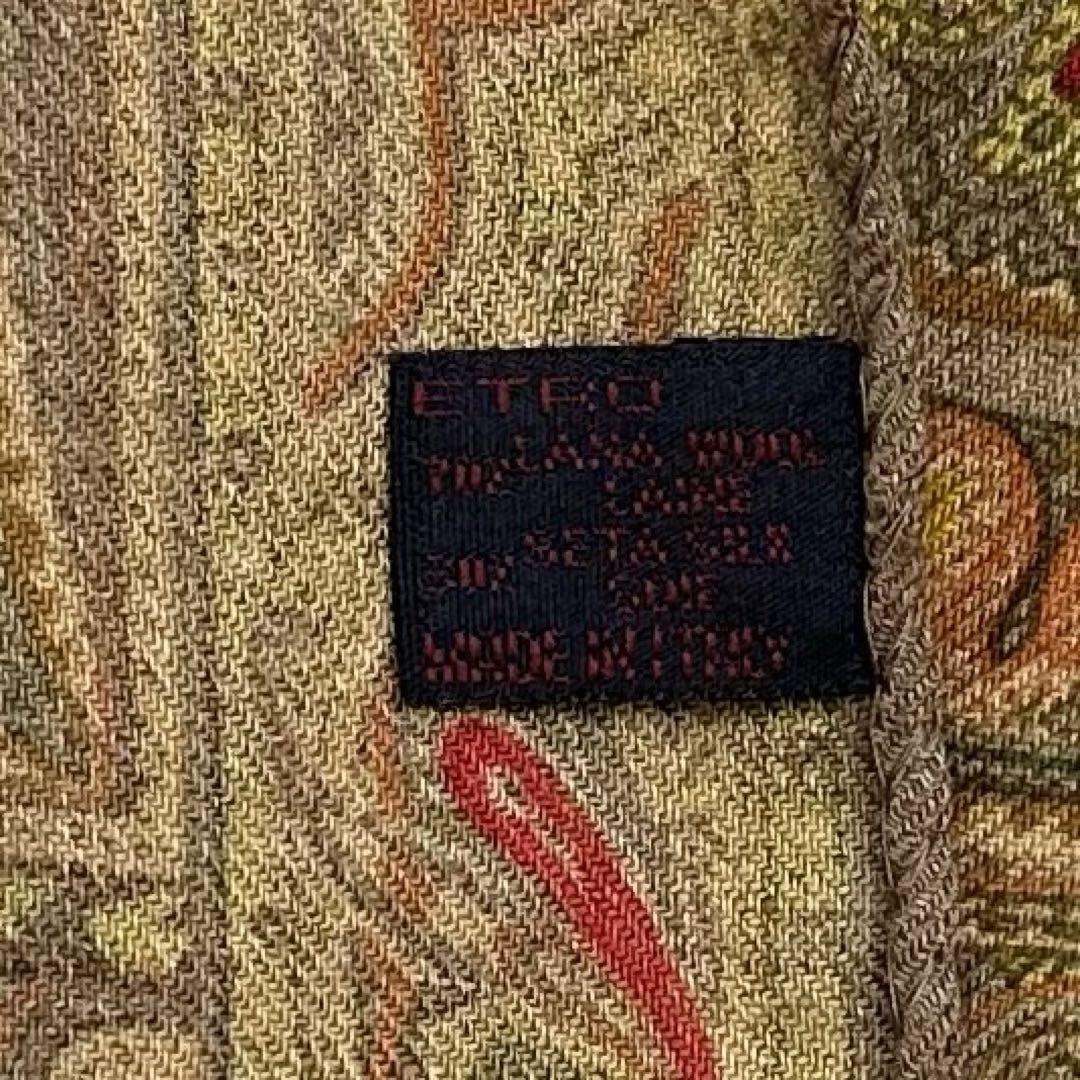 ETRO
70% LANA WOOL
LAINE
30% SETA SILK
SOIE
MADE IN ITALY